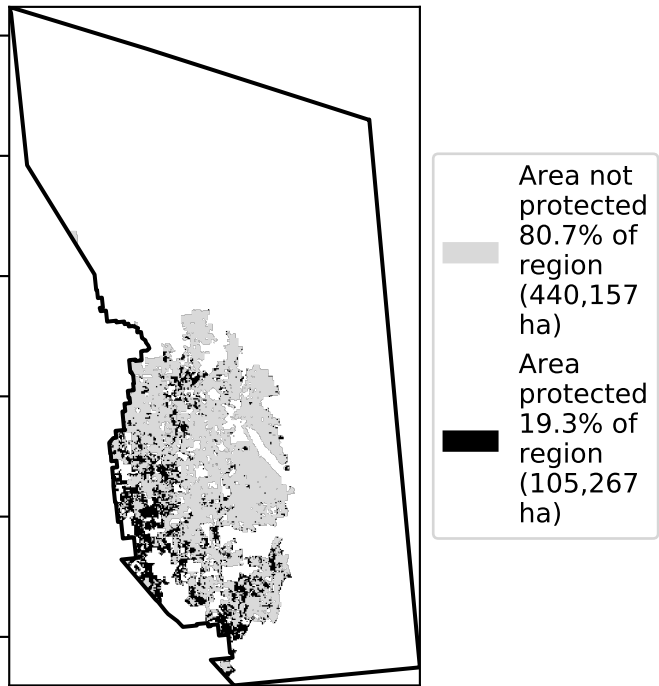 Area not
protected
80.7% of
region
(440,157
ha)
Area
protected
19.3% of
region
(105,267
ha)